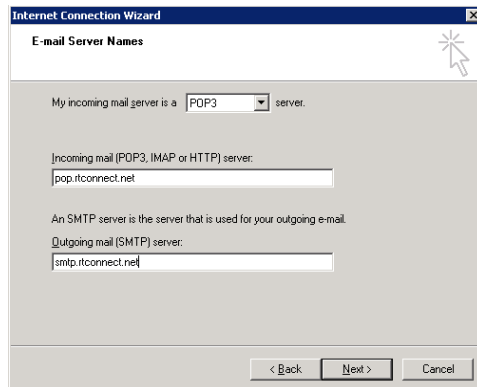 Internet Connection Wizard
E-mail Server Names
My incoming mail server is a POP3 server.
Incoming mail (POP3, IMAP or HTTP) server:
pop.rtconnect.net
An SMTP server is the server that is used for your outgoing e-mail.
Outgoing mail (SMTP) server:
smtp.rtconnect.net
< Back Next > Cancel